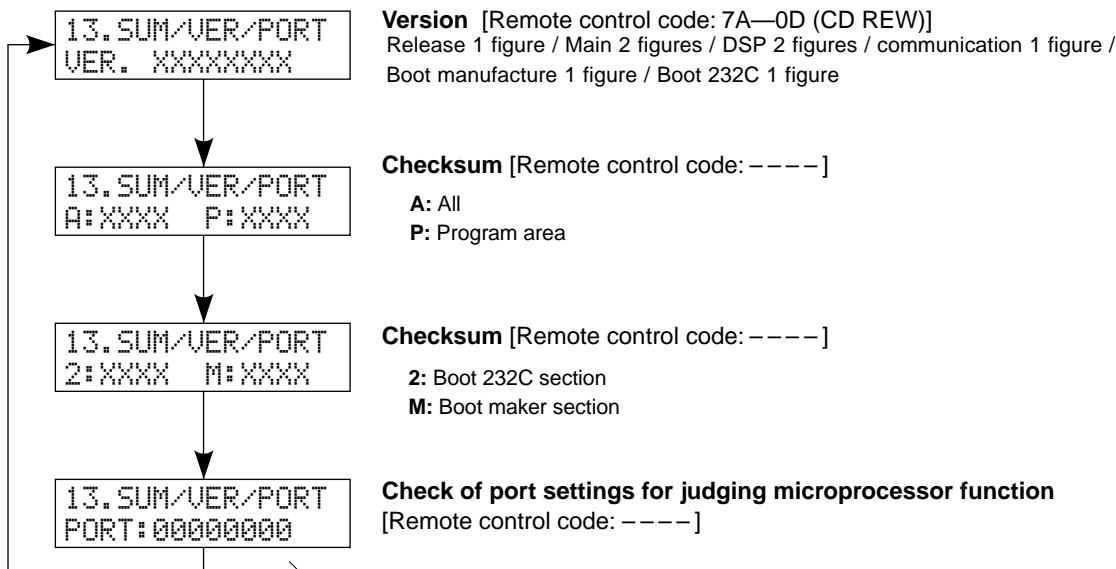 13.SUM/VER/PORT
VER. XXXXXXXX
Version [Remote control code: 7A—0D (CD REW)]
Release 1 figure / Main 2 figures / DSP 2 figures / communication 1 figure /
Boot manufacture 1 figure / Boot 232C 1 figure
13.SUM/VER/PORT
A:XXXX P:XXXX
Checksum [Remote control code: – – – – ]
A: All
P: Program area
13.SUM/VER/PORT
2:XXXX M:XXXX
Checksum [Remote control code: – – – – ]
2: Boot 232C section
M: Boot maker section
13.SUM/VER/PORT
PORT:00000000
Check of port settings for judging microprocessor function
[Remote control code: – – – – ]